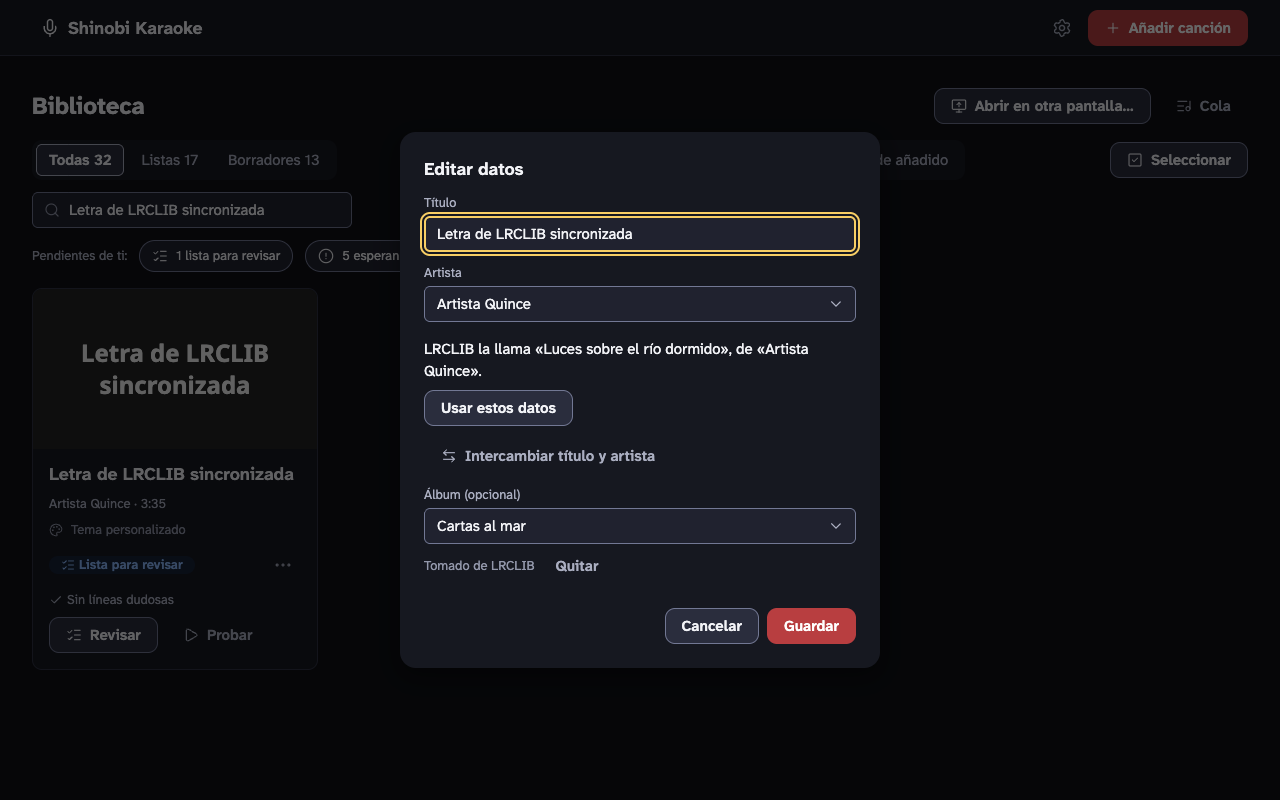 Shinobi Karaoke
Añadir canción
Biblioteca
Abrir en otra pantalla...
Cola
Todas 32
Listas 17
Borradores 13
de añadido
Seleccionar
Letra de LRCLIB sincronizada
Pendientes de ti:
1 lista para revisar
5 esperan
Letra de LRCLIB
sincronizada
Letra de LRCLIB sincronizada
Artista Quince · 3:35
Tema personalizado
Lista para revisar
Sin líneas dudosas
Revisar
Probar
Editar datos
Título
Letra de LRCLIB sincronizada
Artista
Artista Quince
LRCLIB la llama «Luces sobre el río dormido», de «Artista
Quince».
Usar estos datos
Intercambiar título y artista
Álbum (opcional)
Cartas al mar
Tomado de LRCLIB
Quitar
Cancelar
Guardar